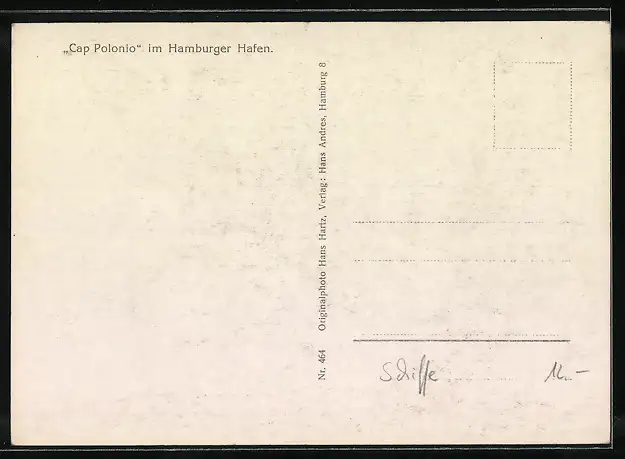 „Cap Polonio“ im Hamburger Hafen.
Nr. 464 Originalphoto Hans Hartz, Verlag: Hans Andres, Hamburg 8
Schiffe